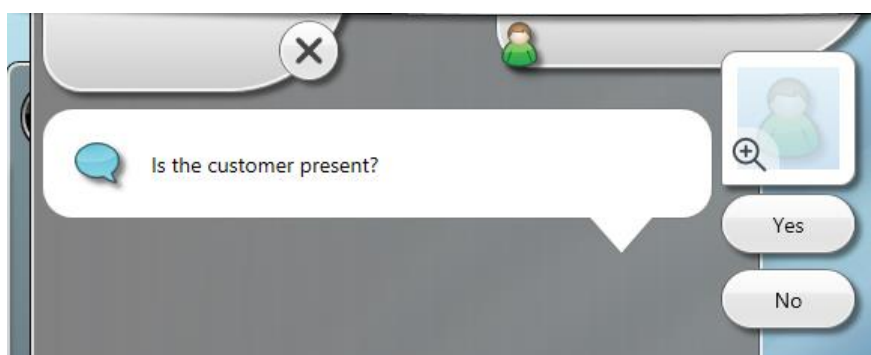 Is the customer present?
Yes
No